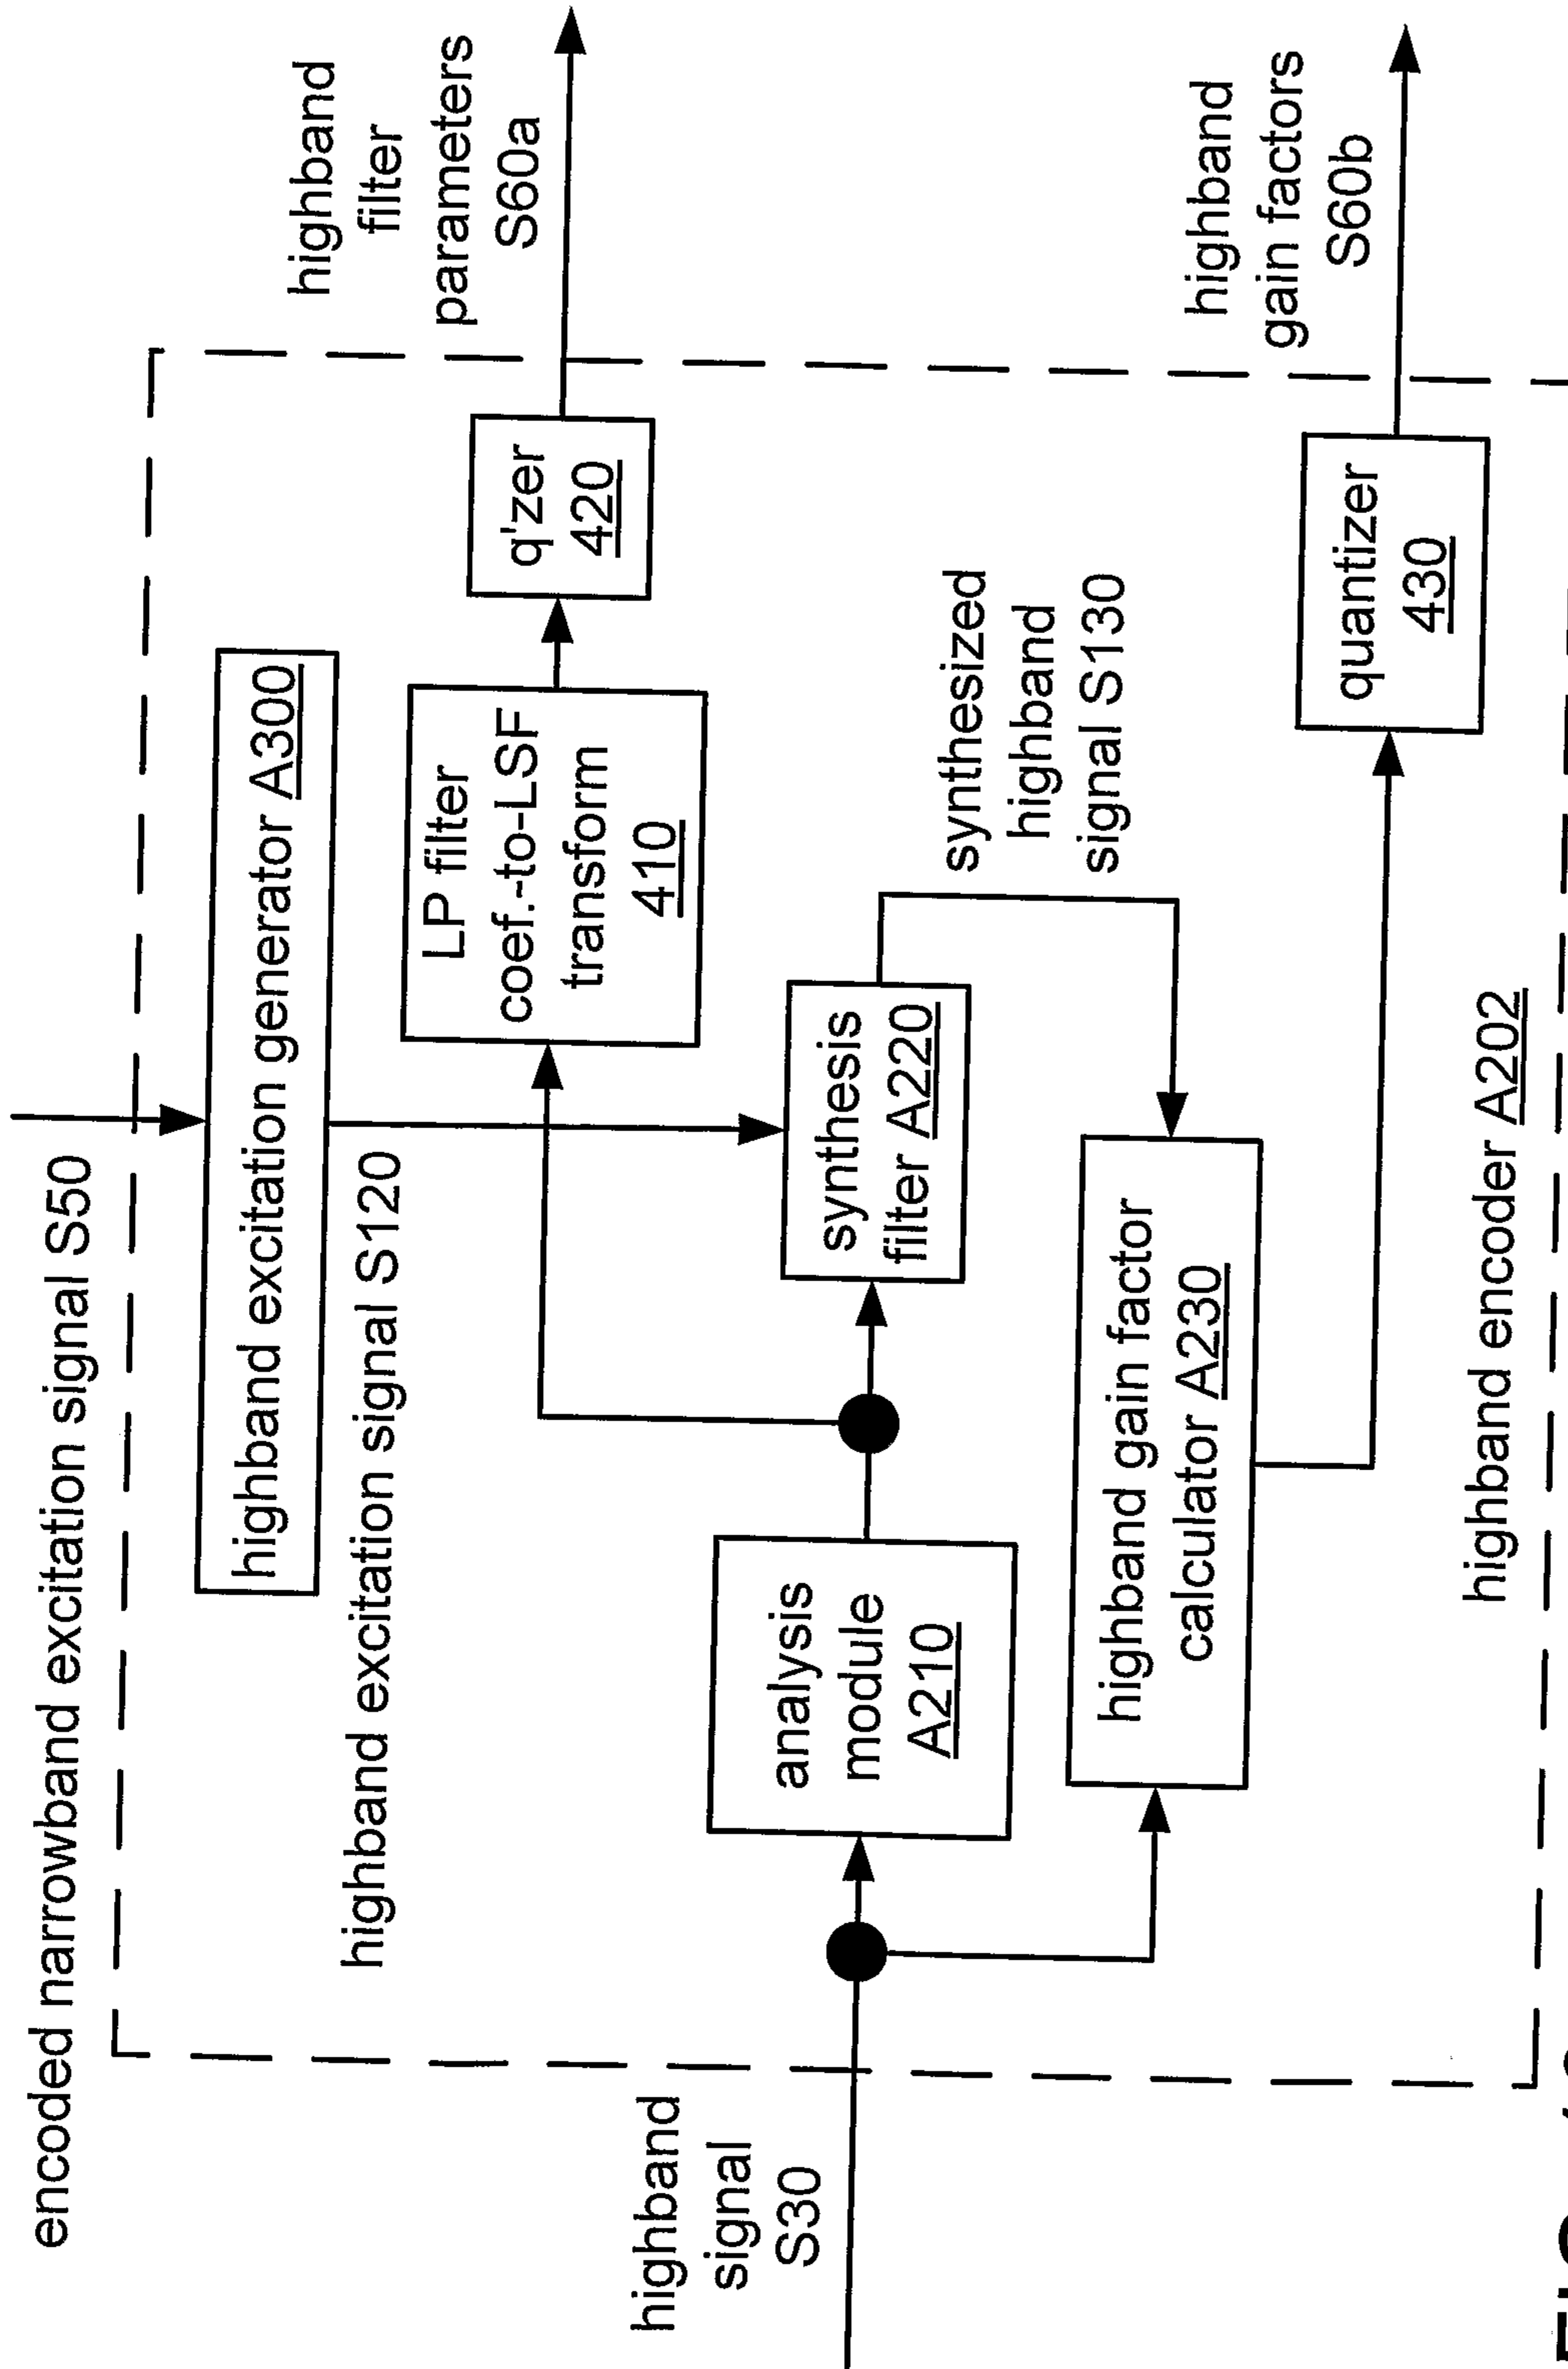 encoded narrowband excitation signal S50
highband excitation generator A300
highband excitation signal S120
highband
filter
parameters
S60a
LP filter
coef.-to-LSF
transform
410
q'zer
420
highband
signal
S30
analysis
module
A210
synthesis
filter A220
synthesized
highband
signal S130
highband gain factor
calculator A230
quantizer
430
highband
gain factors
S60b
highband encoder A202